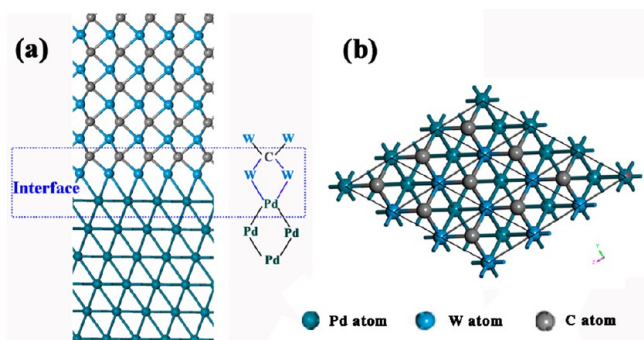 (a)
(b)
W W
C
Interface
W W
Pd
Pd Pd
Pd
Pd atom W atom C atom